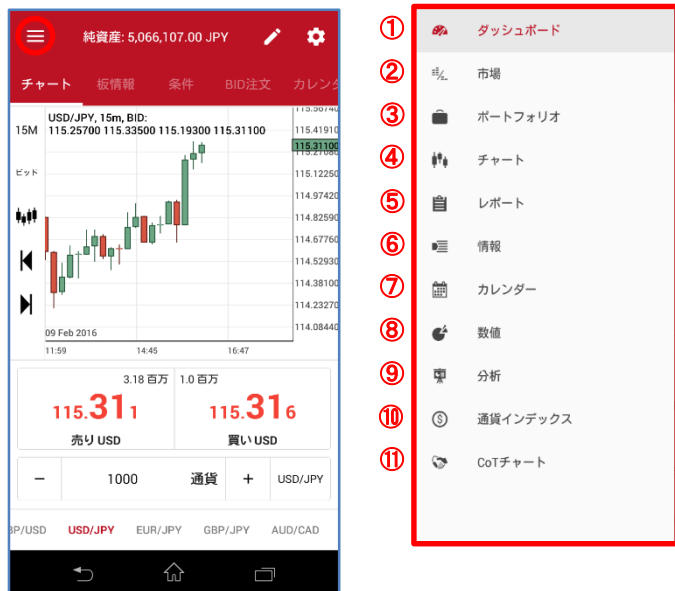 純資産: 5,066,107.00 JPY
チャート 板情報 条件 BID注文 カレンダ
USD/JPY, 15m, BID:
15M 115.25700 115.33500 115.19300 115.31100
115.56740
115.41910
115.31100
115.27080
ビッド
115.12250
114.97420
114.82590
114.67760
114.52930
114.38100
114.23270
114.08440
09 Feb 2016
11:59 14:45 16:47
3.18 百万 1.0 百万
115.311 115.316
売り USD 買い USD
− 1000 通貨 + USD/JPY
BP/USD USD/JPY EUR/JPY GBP/JPY AUD/CAD
① ダッシュボード
② 市場
③ ポートフォリオ
④ チャート
⑤ レポート
⑥ 情報
⑦ カレンダー
⑧ 数値
⑨ 分析
⑩ 通貨インデックス
⑪ CoTチャート